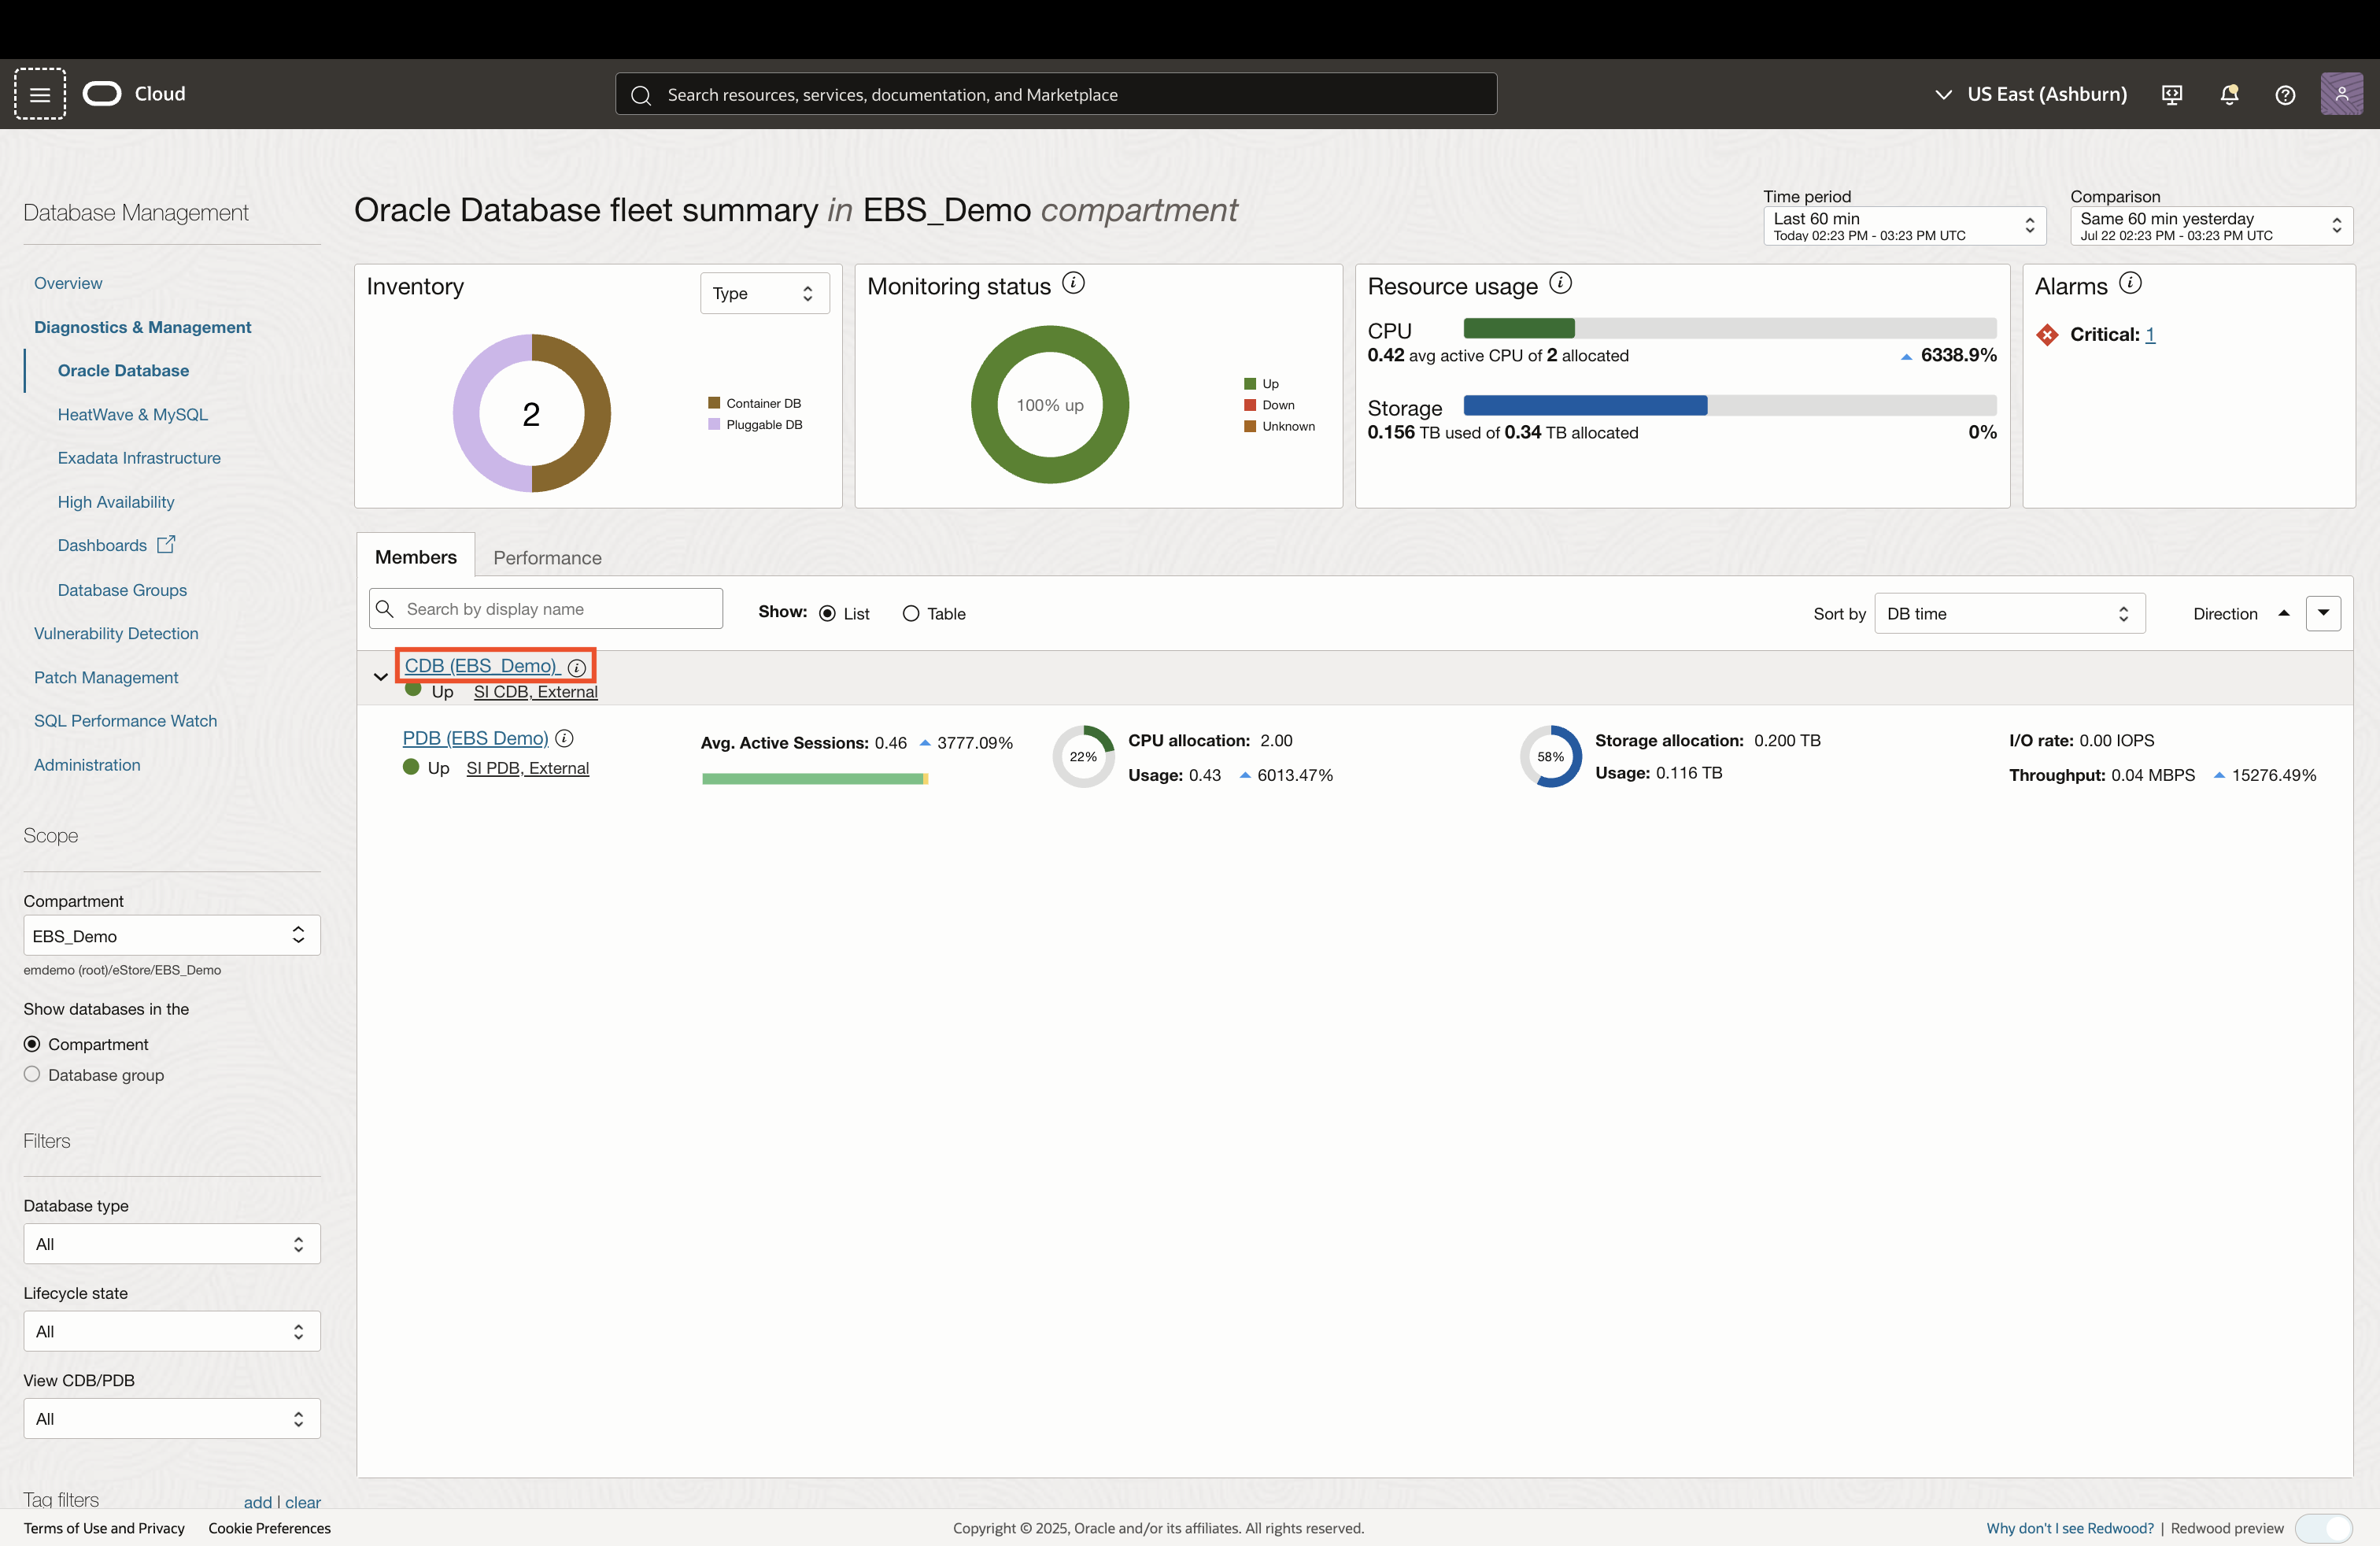 Cloud
Search resources, services, documentation, and Marketplace
US East (Ashburn)
Database Management
Overview
Diagnostics & Management
Oracle Database
HeatWave & MySQL
Exadata Infrastructure
High Availability
Dashboards
Database Groups
Vulnerability Detection
Patch Management
SQL Performance Watch
Administration
Scope
Compartment
EBS_Demo
emdemo (root)/eStore/EBS_Demo
Show databases in the
Compartment
Database group
Filters
Database type
All
Lifecycle state
All
View CDB/PDB
All
Tag filters add | clear
Oracle Database fleet summary in EBS_Demo compartment
Time period
Last 60 min
Today 02:23 PM - 03:23 PM UTC
Comparison
Same 60 min yesterday
Jul 22 02:23 PM - 03:23 PM UTC
Inventory
Type
2
Container DB
Pluggable DB
Monitoring status
100% up
Up
Down
Unknown
Resource usage
CPU
0.42 avg active CPU of 2 allocated 6338.9%
Storage
0.156 TB used of 0.34 TB allocated 0%
Alarms
Critical: 1
Members Performance
Search by display name
Show: List Table
Sort by DB time Direction
CDB (EBS_Demo)
Up SI CDB, External
PDB (EBS Demo)
Up SI PDB, External
Avg. Active Sessions: 0.46 3777.09%
22%
CPU allocation: 2.00
Usage: 0.43 6013.47%
58%
Storage allocation: 0.200 TB
Usage: 0.116 TB
I/O rate: 0.00 IOPS
Throughput: 0.04 MBPS 15276.49%
Terms of Use and Privacy Cookie Preferences
Copyright © 2025, Oracle and/or its affiliates. All rights reserved.
Why don't I see Redwood? | Redwood preview